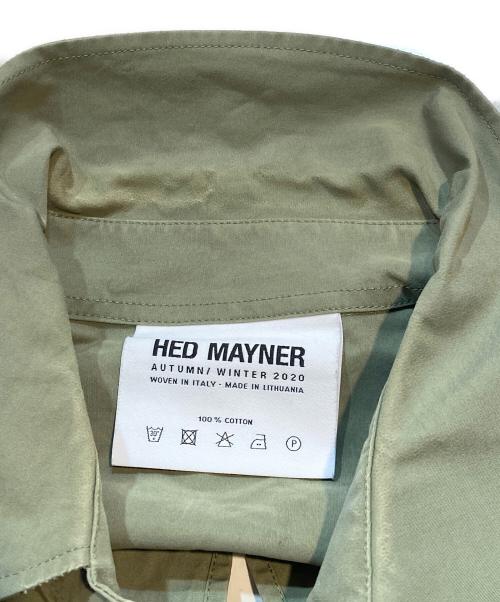 HED MAYNER
AUTUMN/ WINTER 2020
WOVEN IN ITALY - MADE IN LITHUANIA
100 % COTTON
30° P